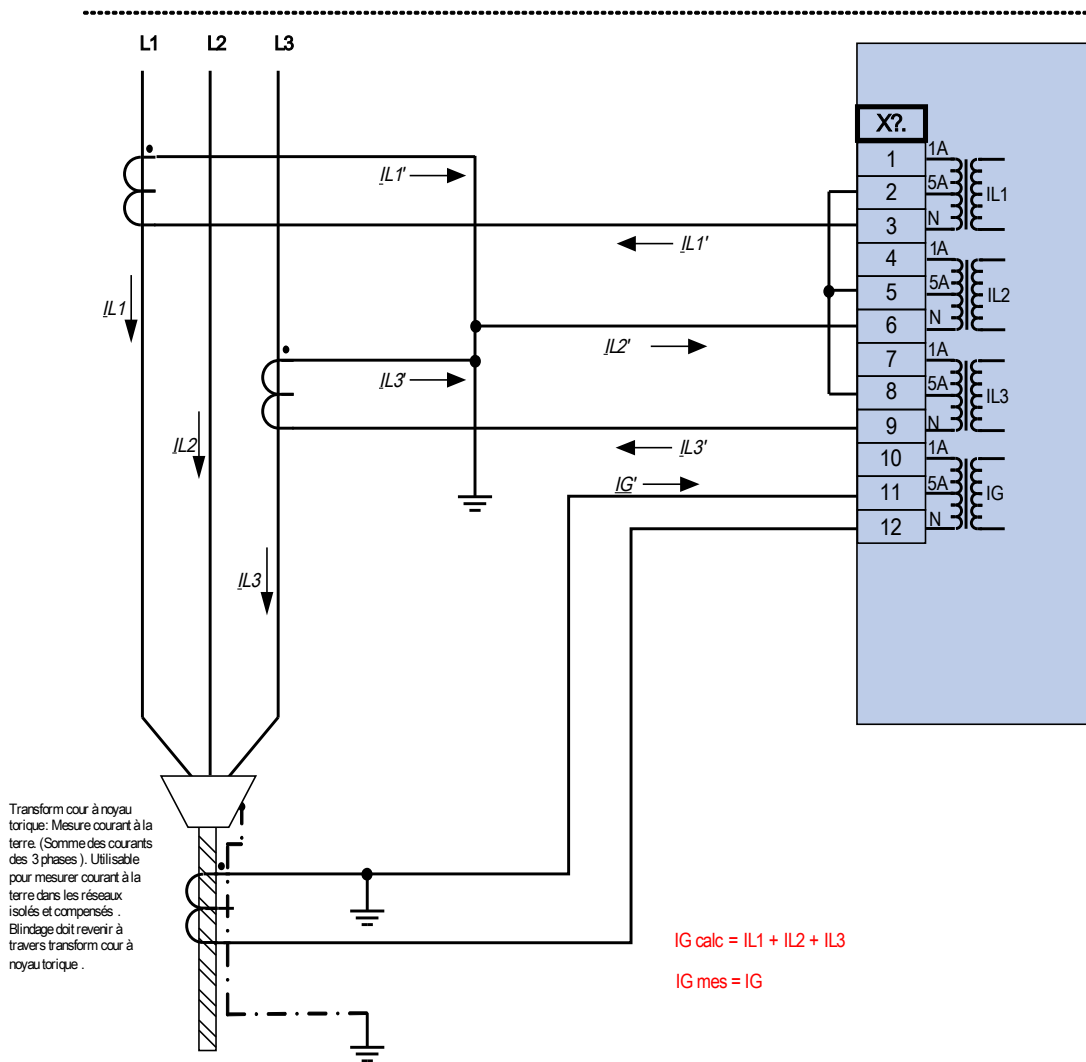 L1 L2 L3
X?.
1 1A
IL1'
2 5A IL1
3 N
IL1'
4 1A
5 5A IL2
IL1
6 N
IL2'
7 1A
IL3'
8 5A IL3
9 N
IL2
IL3'
10 1A
IG'
11 5A IG
12 N
IL3
Transform cour à noyau
torique: Mesure courant à la
terre. (Somme des courants
des 3 phases ). Utilisable
pour mesurer courant à la
terre dans les réseaux
isolés et compensés .
Blindage doit revenir à
travers transform cour à
noyau torique .
IG calc = IL1 + IL2 + IL3
IG mes = IG